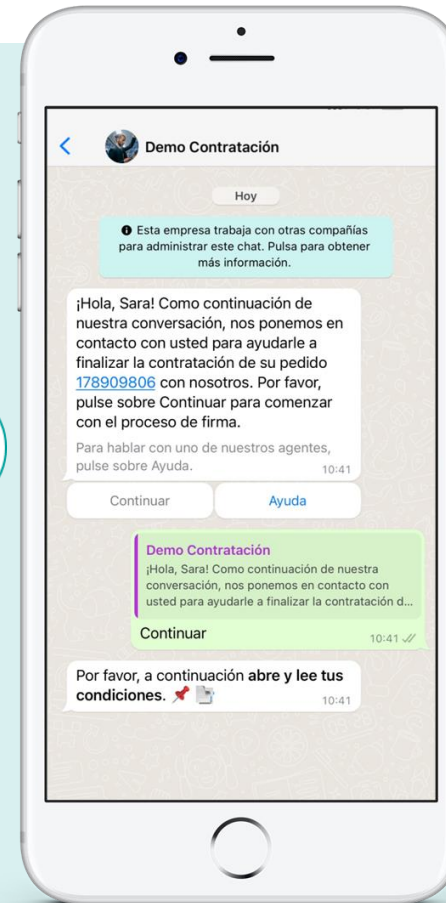 Demo Contratación
Hoy
Esta empresa trabaja con otras compañías
para administrar este chat. Pulsa para obtener
más información.
¡Hola, Sara! Como continuación de
nuestra conversación, nos ponemos en
contacto con usted para ayudarle a
finalizar la contratación de su pedido
178909806 con nosotros. Por favor,
pulse sobre Continuar para comenzar
con el proceso de firma.
Para hablar con uno de nuestros agentes,
pulse sobre Ayuda.
10:41
Continuar
Ayuda
Demo Contratación
¡Hola, Sara! Como continuación de nuestra
conversación, nos ponemos en contacto con
usted para ayudarle a finalizar la contratación d...
Continuar
10:41
Por favor, a continuación abre y lee tus
condiciones.
10:41